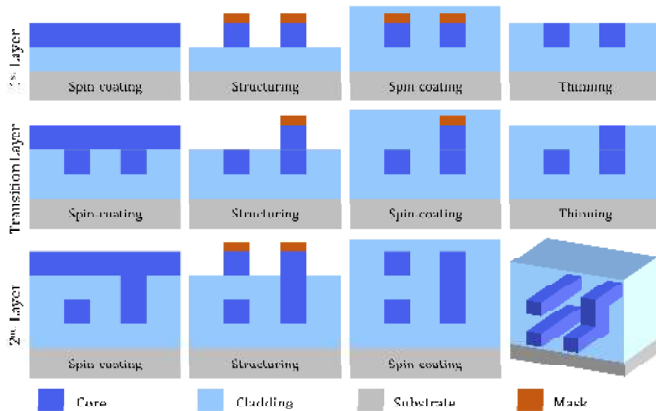 1st Layer
Spin coating
Structuring
Spin coating
Thinning
Transition Layer
Spin-coating
Structuring
Spin-coating
Thinning
2nd Layer
Spin coating
Structuring
Spin coating
Core
Cladding
Substrate
Mask